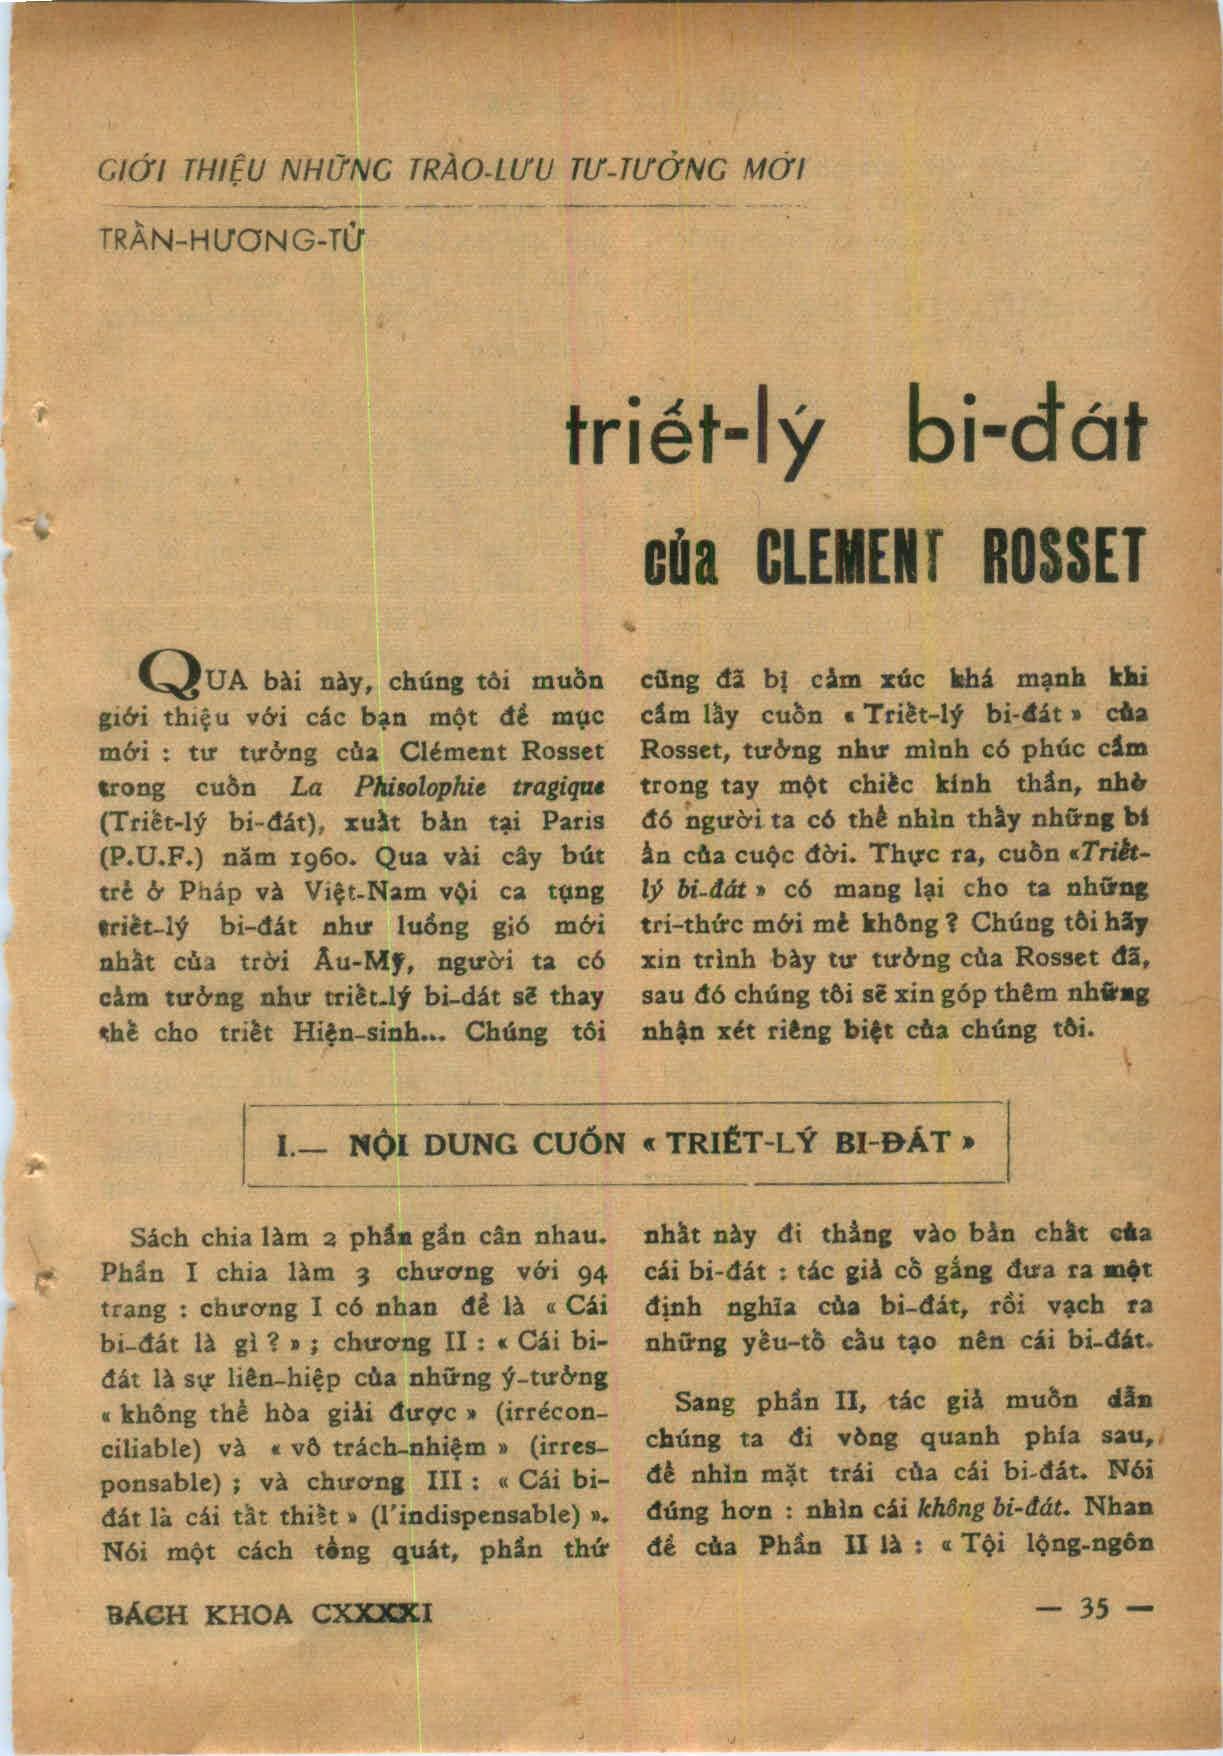 GIỚI THIỆU NHỮNG TRÀO-LƯU TƯ-TƯỞNG MỚI
TRẦN-HƯƠNG-TỬ
triết-lý bi-đát
của CLEMENT ROSSET
QUA bài này, chúng tôi muốn
giới thiệu với các bạn một đề mục
mới : tư tưởng của Clément Rosset
trong cuốn La Phisolophie tragique
(Triết-lý bi-đát), xuất bản tại Paris
(P.U.F.) năm 1960. Qua vài cây bút
trẻ ở Pháp và Việt-Nam vội ca tụng
triết-lý bi-đát như luồng gió mới
nhất của trời Âu-Mỹ, người ta có
cảm tưởng như triết-lý bi-dát sẽ thay
thế cho triết Hiện-sinh... Chúng tôi
cũng đã bị cảm xúc khá mạnh khi
cầm lấy cuốn « Triết-lý bi-đát » của
Rosset, tưởng như mình có phúc cầm
trong tay một chiếc kính thần, nhờ
đó người ta có thể nhìn thấy những bí
ẩn của cuộc đời. Thực ra, cuốn «Triết-
lý bi-đát » có mang lại cho ta những
tri-thức mới mẻ không ? Chúng tôi hãy
xin trình bày tư tưởng của Rosset đã,
sau đó chúng tôi sẽ xin góp thêm những
nhận xét riêng biệt của chúng tôi.
I.— NỘI DUNG CUỐN « TRIẾT-LÝ BI-ĐÁT »
Sách chia làm 2 phần gần cân nhau.
Phần I chia làm 3 chương với 94
trang : chương I có nhan đề là « Cái
bi-đát là gì ? » ; chương II : « Cái bi-
đát là sự liên-hiệp của những ý-tưởng
« không thể hòa giải được » (irrécon-
ciliable) và « vô trách-nhiệm » (irres-
ponsable) ; và chương III : « Cái bi-
đát là cái tất thiết » (l'indispensable) ».
Nói một cách tổng quát, phần thứ
nhất này đi thẳng vào bản chất của
cái bi-đát : tác giả cố gắng đưa ra một
định nghĩa của bi-đát, rồi vạch ra
những yếu-tố cấu tạo nên cái bi-đát.
Sang phần II, tác giả muốn dẫn
chúng ta đi vòng quanh phía sau,
để nhìn mặt trái của cái bi-đát. Nói
đúng hơn : nhìn cái không bi-đát. Nhan
đề của Phần II là : « Tội lộng-ngôn
BÁCH KHOA CXXXXI
— 35 —